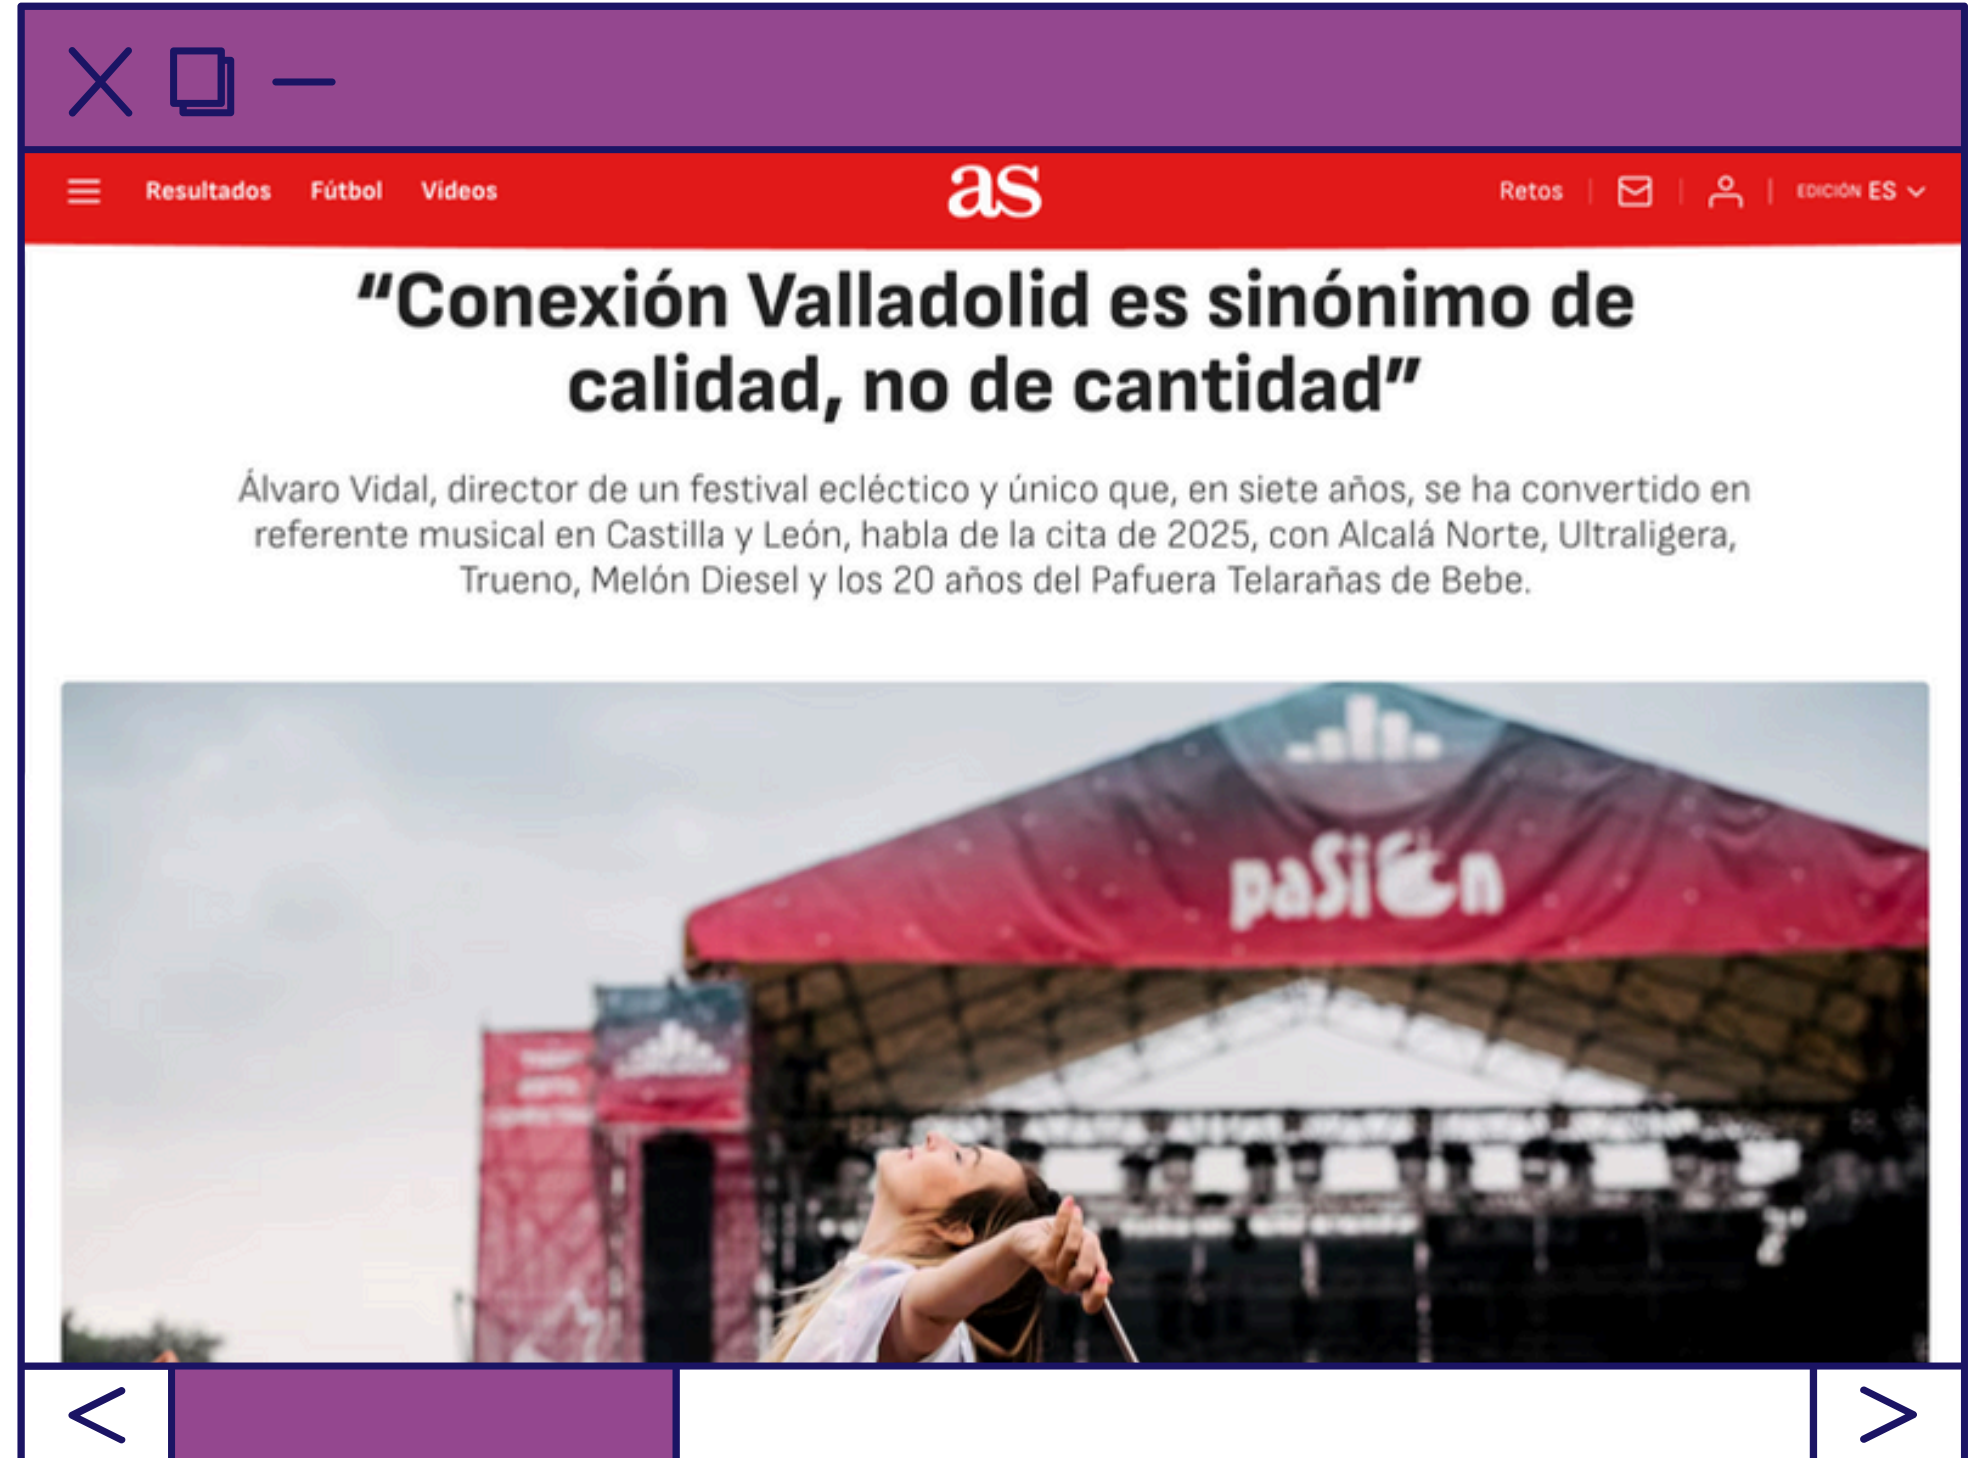 Resultados Fútbol Vídeos as Retos EDICIÓN ES
“Conexión Valladolid es sinónimo de
calidad, no de cantidad”
Álvaro Vidal, director de un festival ecléctico y único que, en siete años, se ha convertido en
referente musical en Castilla y León, habla de la cita de 2025, con Alcalá Norte, Ultraligera,
Trueno, Melón Diesel y los 20 años del Pafuera Telarañas de Bebe.
paSiÓn